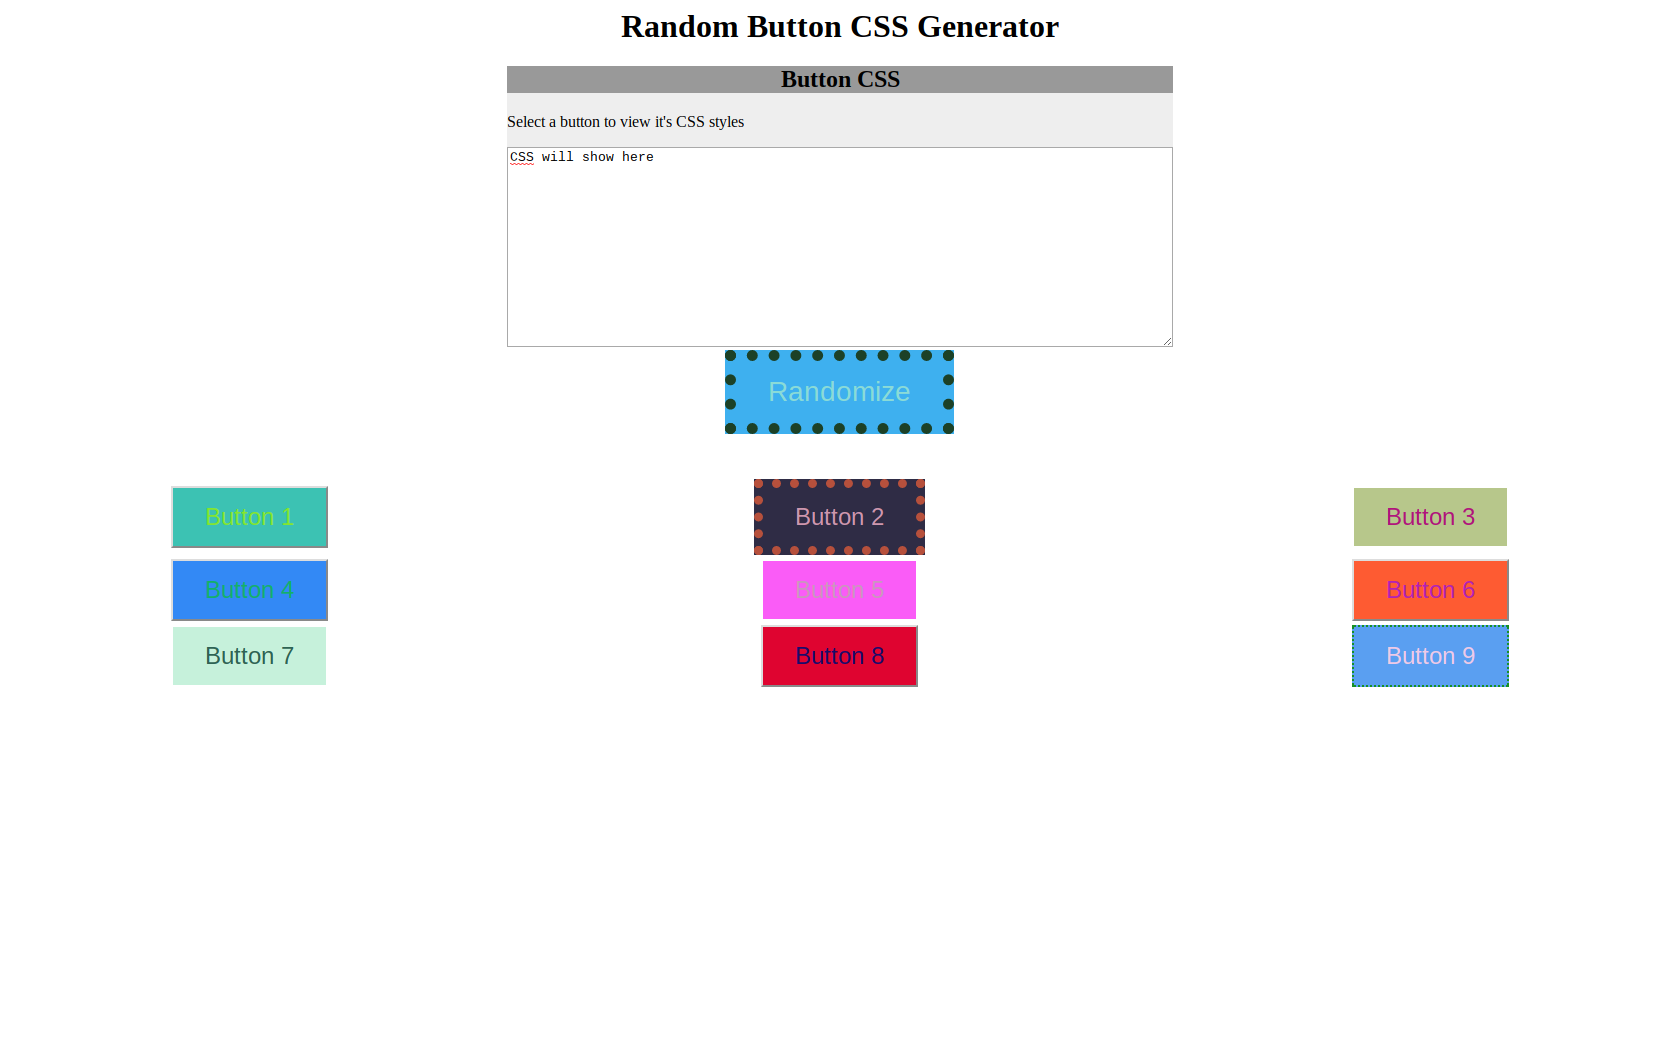 Random Button CSS Generator
Button CSS
Select a button to view it's CSS styles
CSS will show here
Randomize
Button 1
Button 2
Button 3
Button 4
Button 5
Button 6
Button 7
Button 8
Button 9